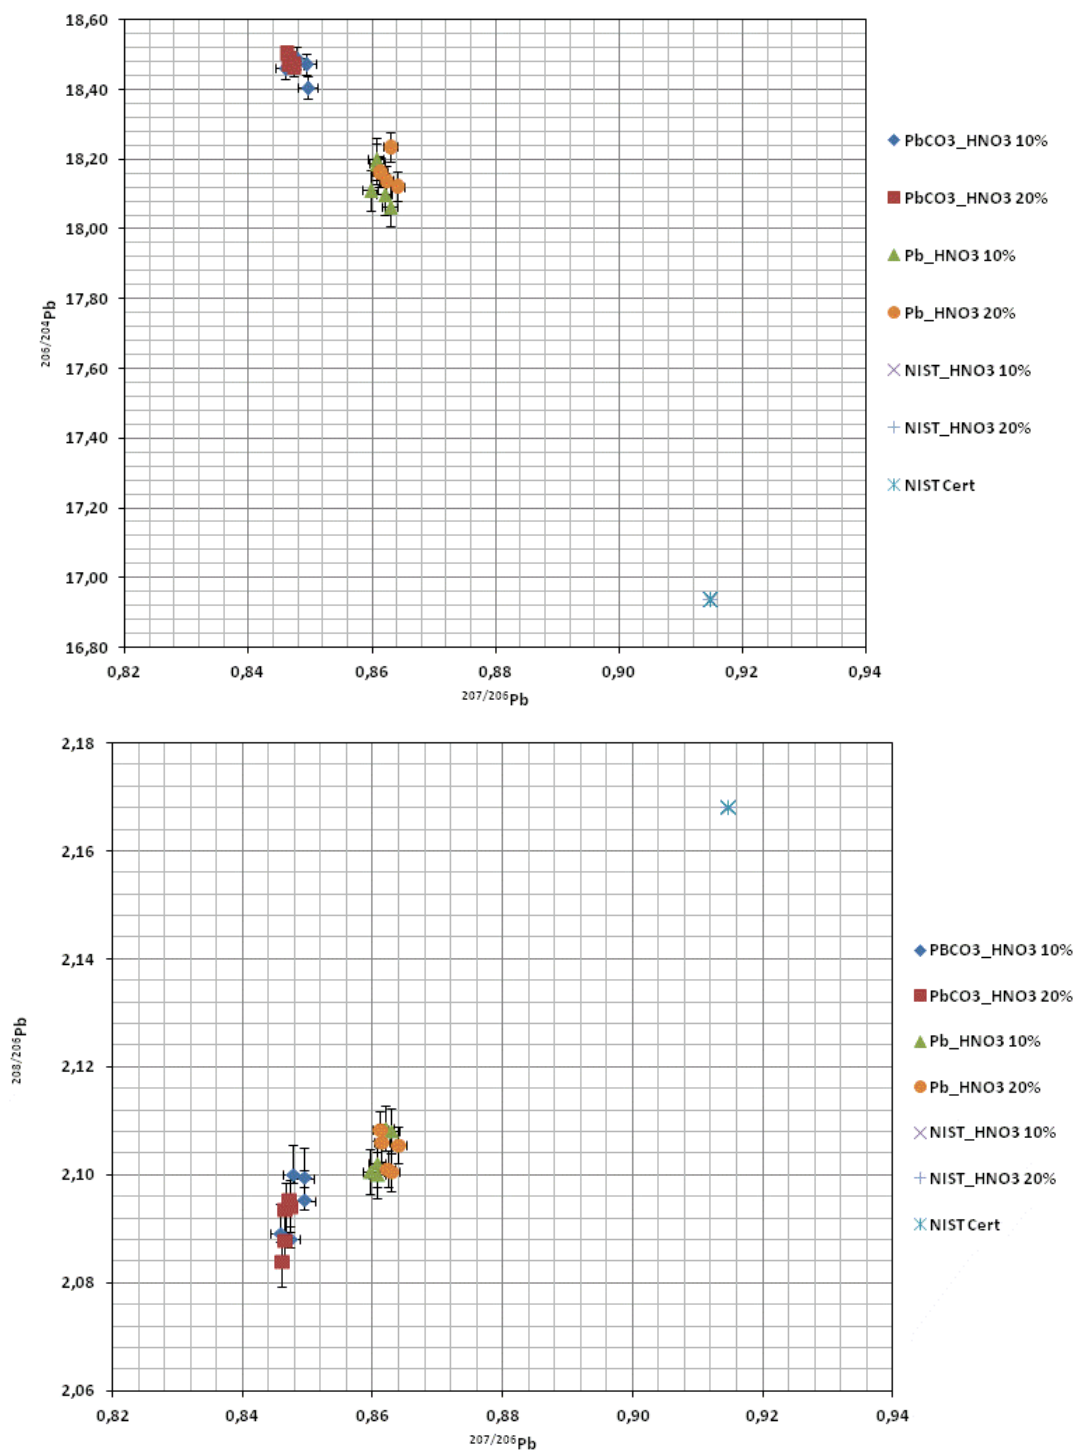 18,60
18,40
18,20
18,00
17,80
17,60
17,40
17,20
17,00
16,80
206/204Pb
0,82 0,84 0,86 0,88 0,90 0,92 0,94
207/206Pb
PbCO3_HNO3 10%
PbCO3_HNO3 20%
Pb_HNO3 10%
Pb_HNO3 20%
NIST_HNO3 10%
NIST_HNO3 20%
NIST Cert
2,18
2,16
2,14
2,12
2,10
2,08
2,06
208/206Pb
0,82 0,84 0,86 0,88 0,90 0,92 0,94
207/206Pb
PBCO3_HNO3 10%
PbCO3_HNO3 20%
Pb_HNO3 10%
Pb_HNO3 20%
NIST_HNO3 10%
NIST_HNO3 20%
NIST Cert